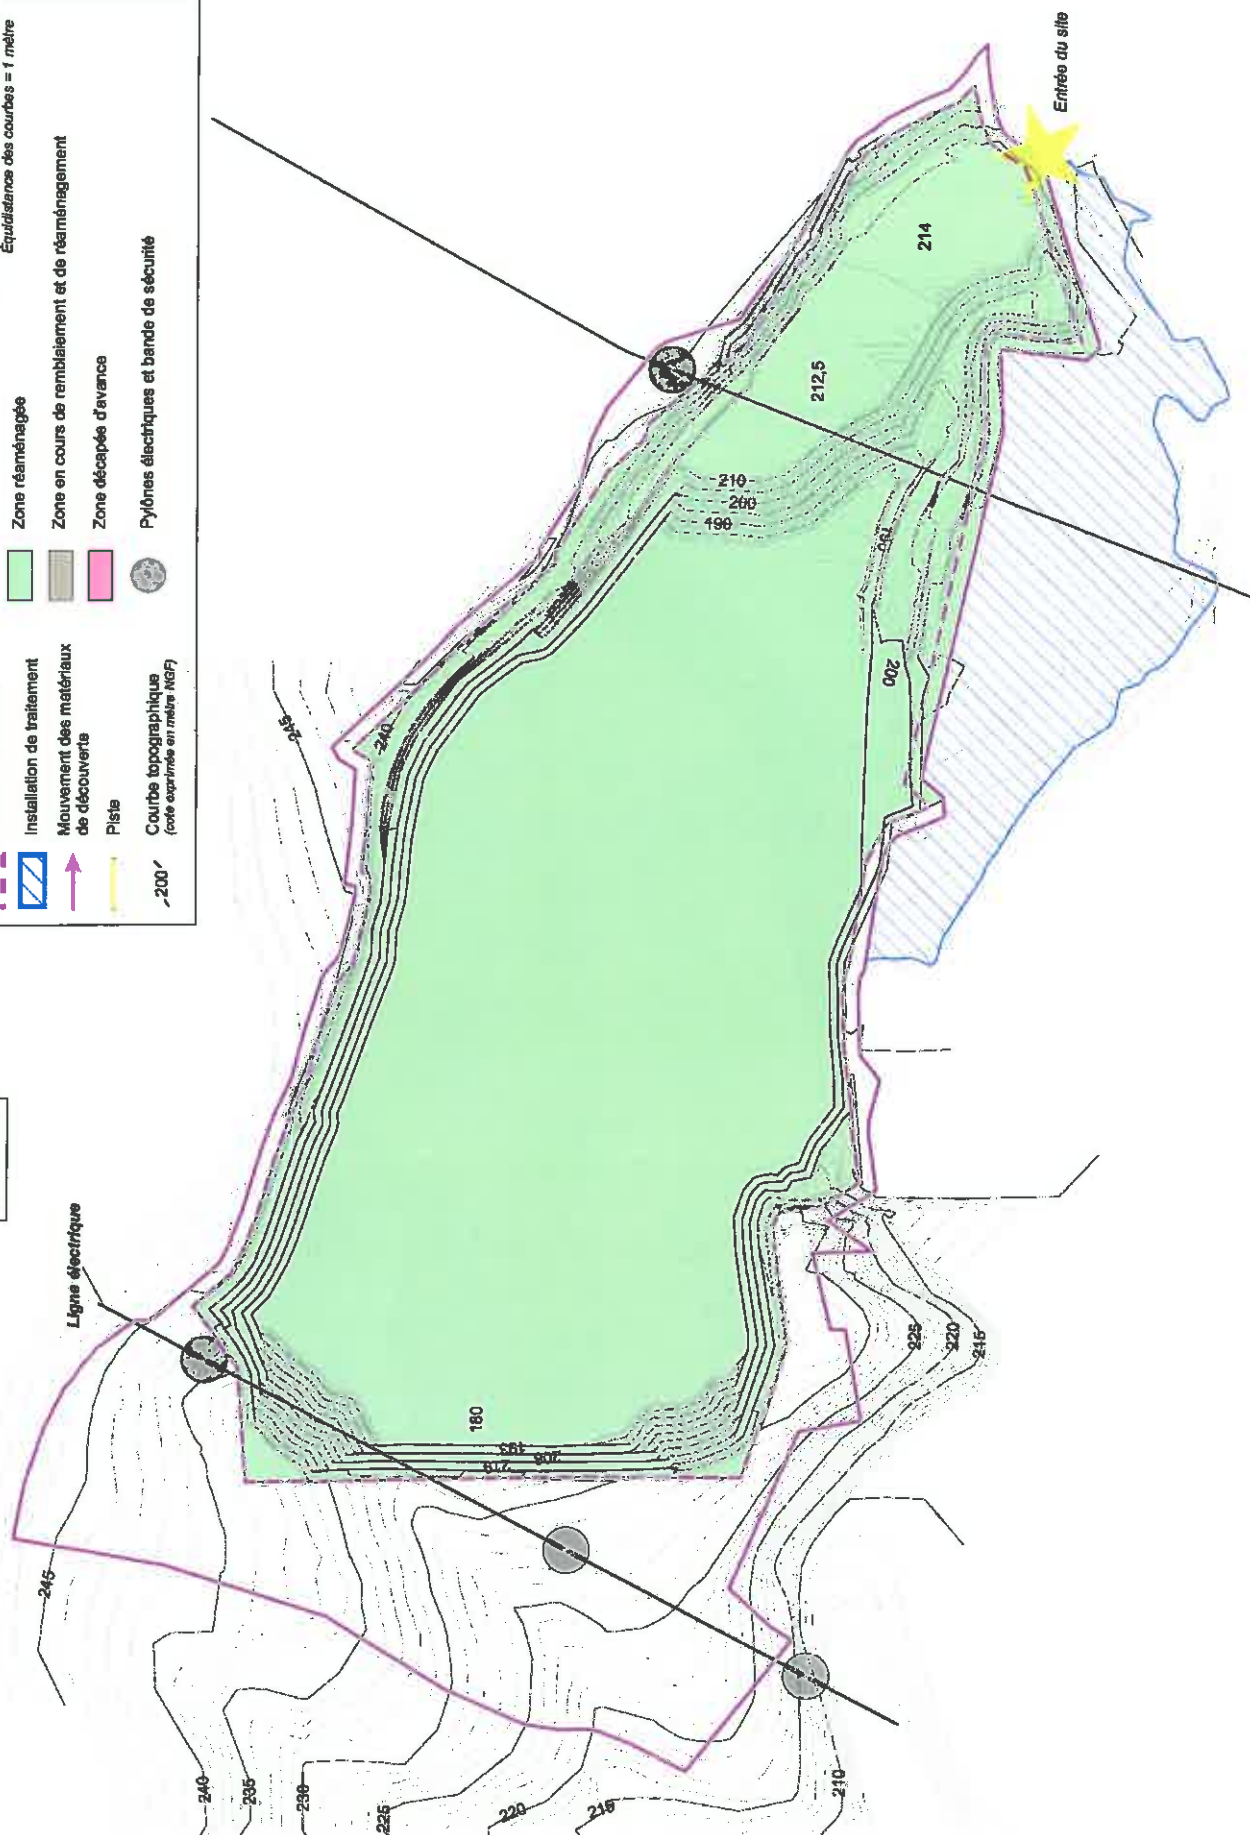 Équidistance des courbes = 1 mètre
Zone réaménagée
Zone en cours de remblaiement et de réaménagement
Zone décapée d'avance
Pylônes électriques et bande de sécurité
Installation de traitement
Mouvement des matériaux
de découverte
Piste
200
Courbe topographique
(cote exprimée en mètre NGF)
Entrée du site
Ligne électrique
214
212,5
210
200
190
190
200
245
240
180
193
206
219
225
220
215
245
240
235
230
225
220
215
210